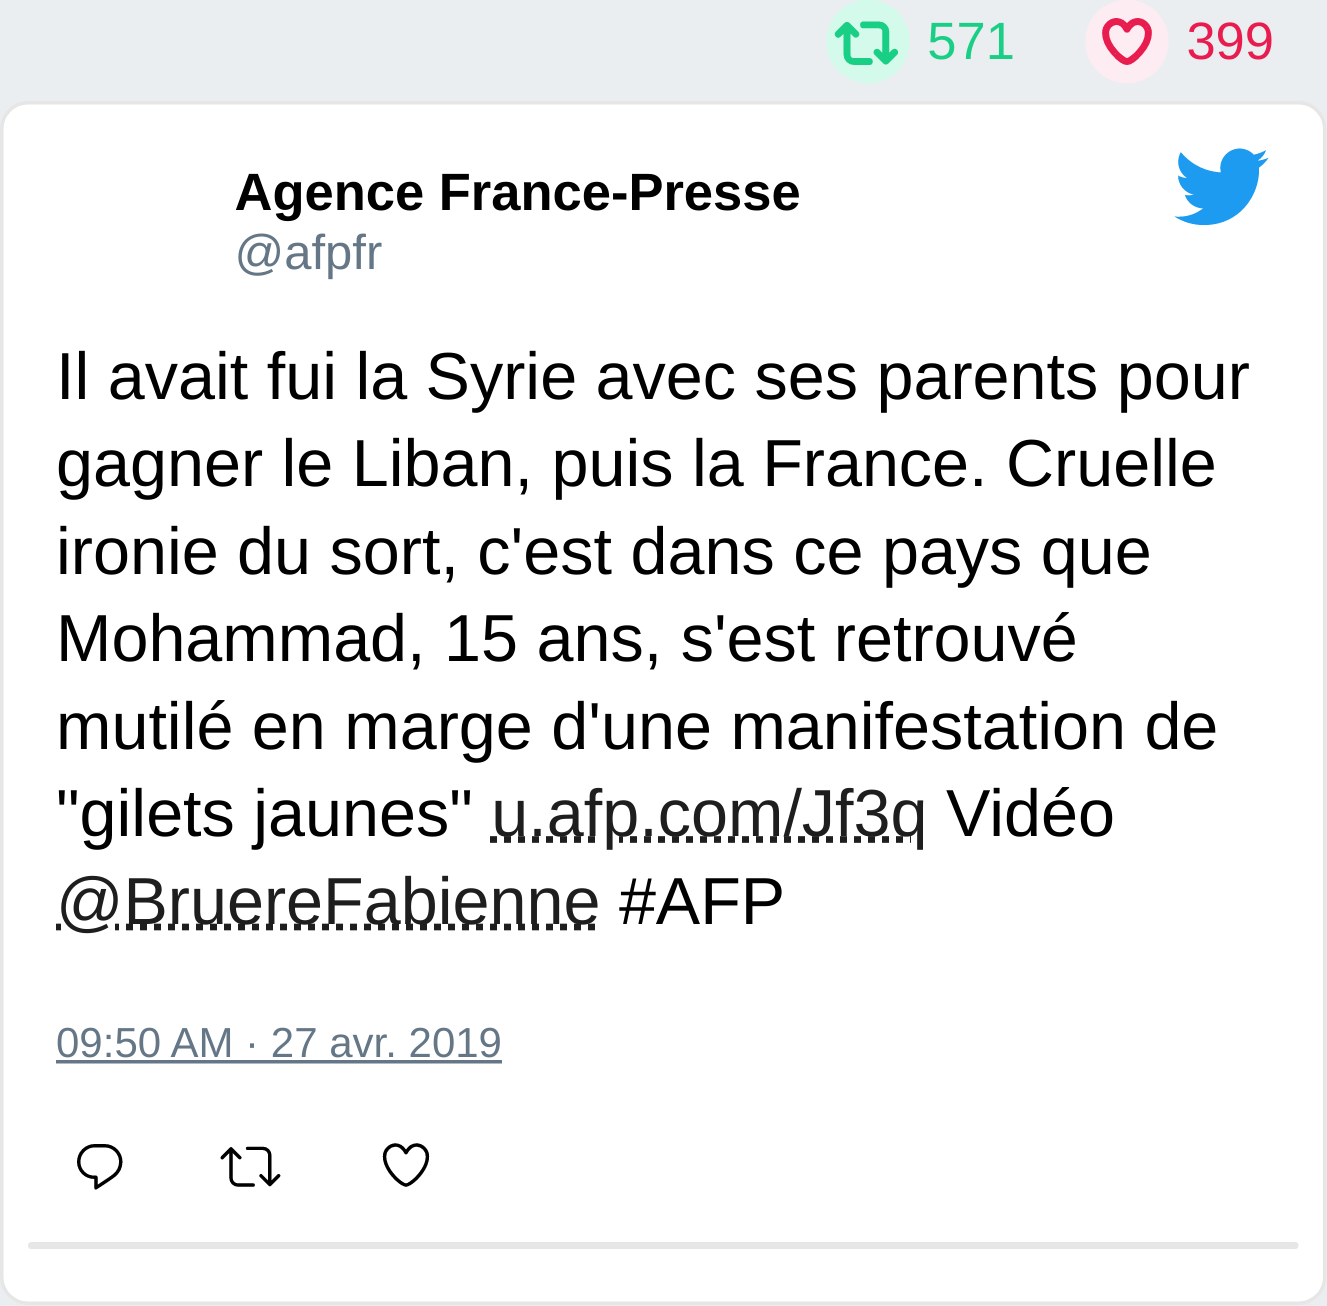 571 399
Agence France-Presse
@afpfr
Il avait fui la Syrie avec ses parents pour
gagner le Liban, puis la France. Cruelle
ironie du sort, c'est dans ce pays que
Mohammad, 15 ans, s'est retrouvé
mutilé en marge d'une manifestation de
"gilets jaunes" u.afp.com/Jf3q Vidéo
@BruereFabienne #AFP
09:50 AM · 27 avr. 2019